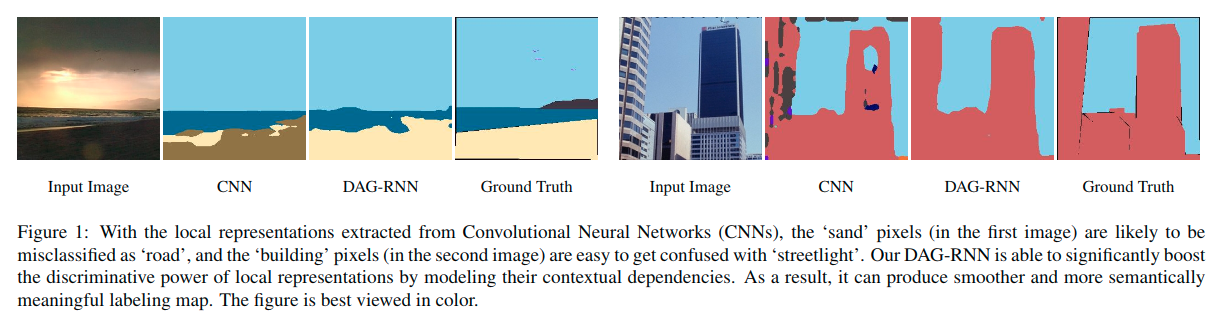 Input Image CNN DAG-RNN Ground Truth Input Image CNN DAG-RNN Ground Truth
Figure 1: With the local representations extracted from Convolutional Neural Networks (CNNs), the ‘sand’ pixels (in the first image) are likely to be
misclassified as ‘road’, and the ‘building’ pixels (in the second image) are easy to get confused with ‘streetlight’. Our DAG-RNN is able to significantly boost
the discriminative power of local representations by modeling their contextual dependencies. As a result, it can produce smoother and more semantically
meaningful labeling map. The figure is best viewed in color.